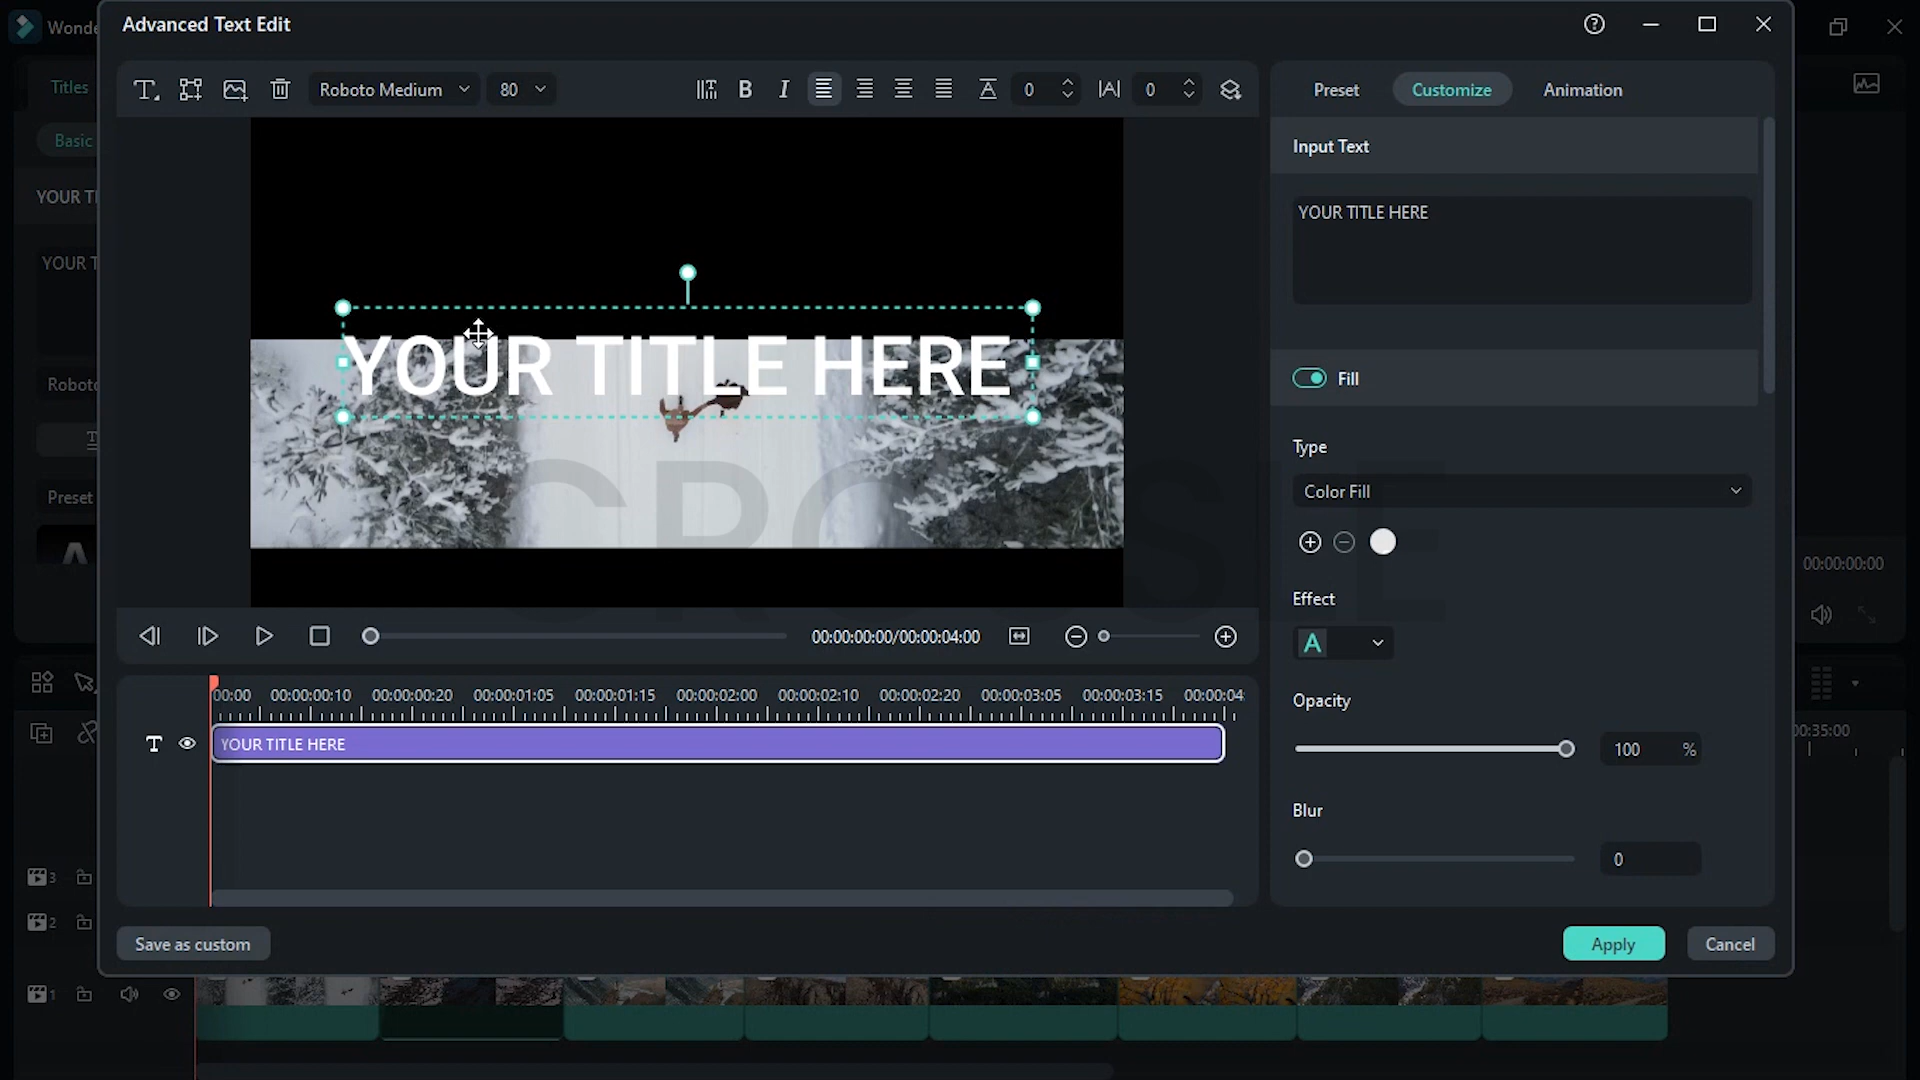 Wonde
Advanced Text Edit
Titles
Basic
YOUR TI
YOUR T
Roboto
Preset
A
Roboto Medium
80
B
I
0
0
Preset
Customize
Animation
Input Text
YOUR TITLE HERE
YOUR TITLE HERE
Fill
Type
Color Fill
Effect
A
Opacity
100 %
Blur
0
00:00:00:00/00:00:04:00
00:00:00:00
00:00 00:00:00:10 00:00:00:20 00:00:01:05 00:00:01:15 00:00:02:00 00:00:02:10 00:00:02:20 00:00:03:05 00:00:03:15 00:00:04
T
YOUR TITLE HERE
00:35:00
3
2
Save as custom
Apply
Cancel
1